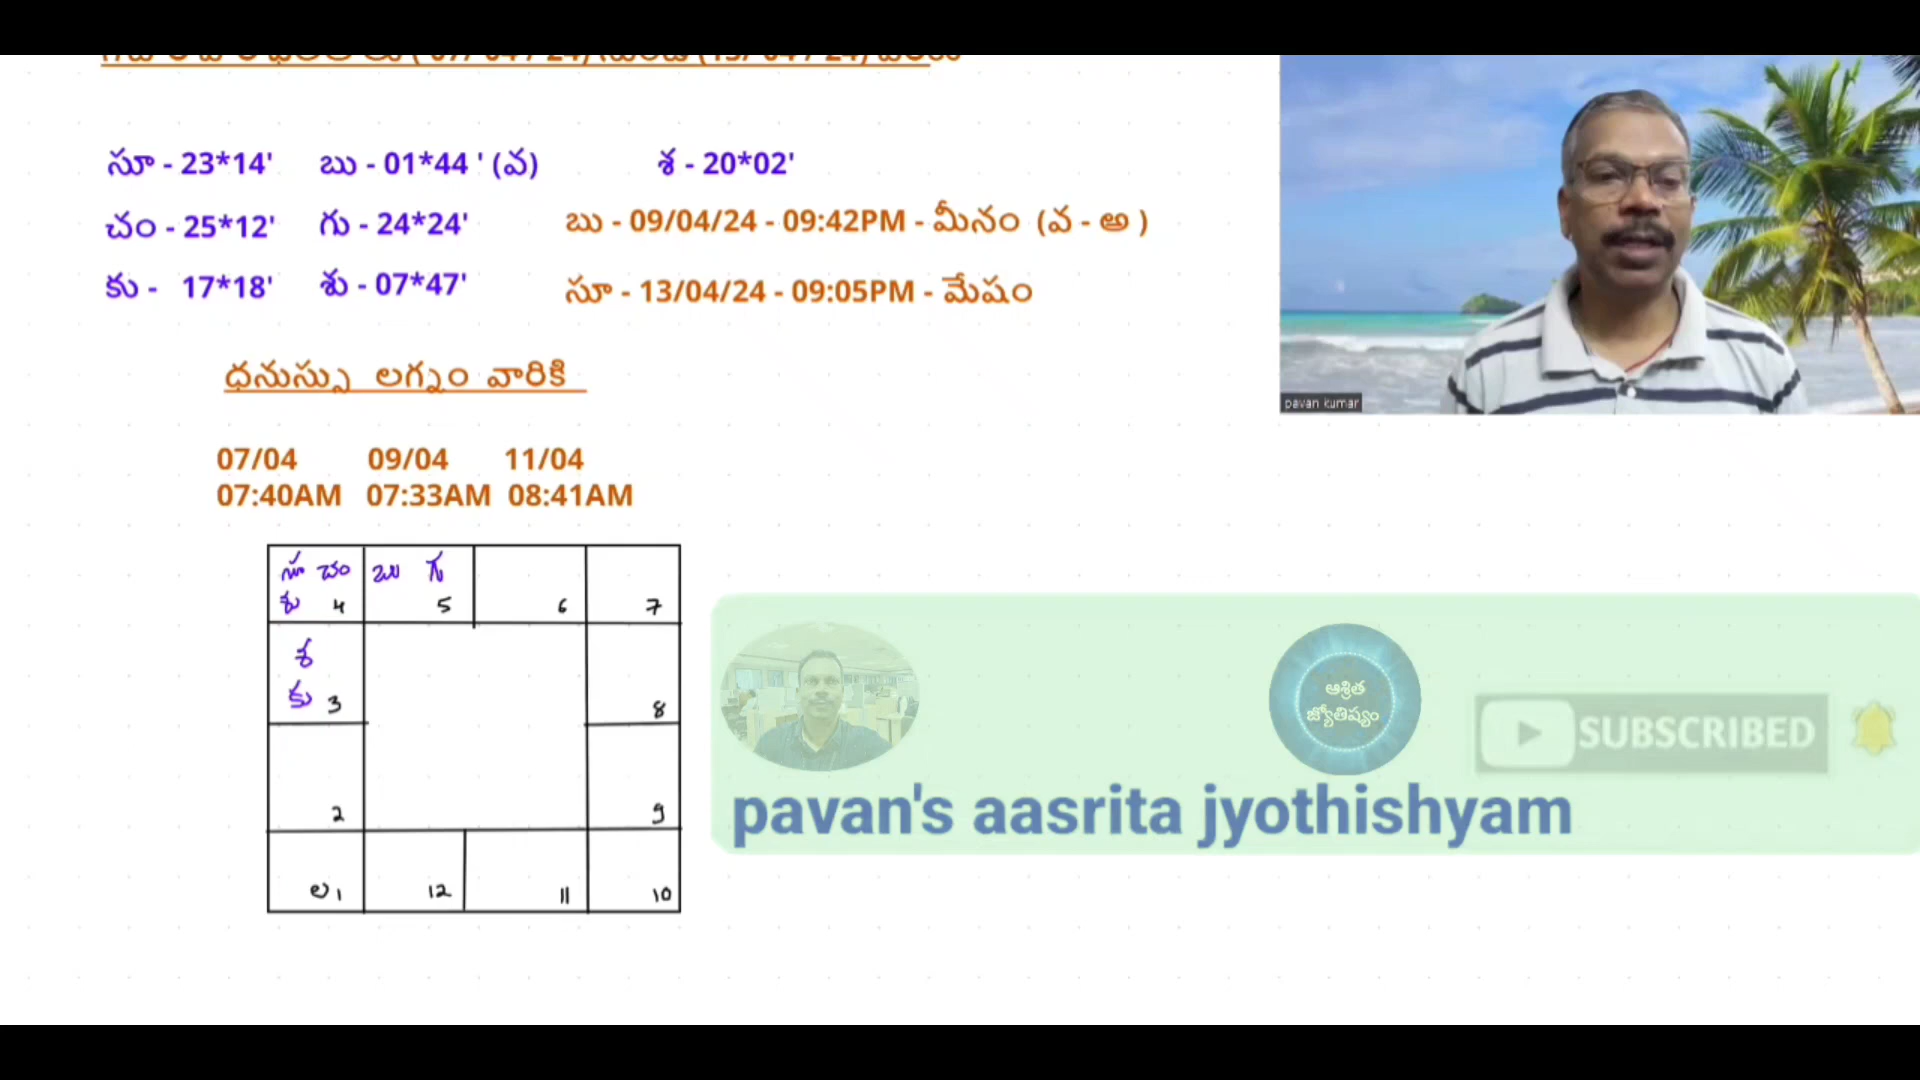 సూ - 23*14' బు - 01*44 ' (వ) శ - 20*02'
చం - 25*12' గు - 24*24' బు - 09/04/24 - 09:42PM - మీనం (వ - అ )
కు - 17*18' శు - 07*47' సూ - 13/04/24 - 09:05PM - మేషం
pavan kumar
ధనుస్సు లగ్నం వారికి
07/04 09/04 11/04
07:40AM 07:33AM 08:41AM
సూ చం బు గు
శు 4 5 6 7
శ
కు 3 8
2 9
ల 1 12 11 10
ఆశ్రిత
జ్యోతిష్యం
SUBSCRIBED
pavan's aasrita jyothishyam